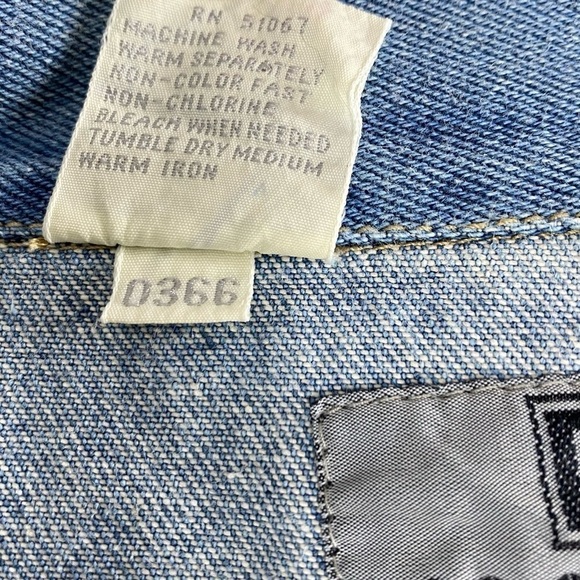 RN 51067
MACHINE WASH
WARM SEPARATELY
NON-COLOR FAST
NON-CHLORINE
BLEACH WHEN NEEDED
TUMBLE DRY MEDIUM
WARM IRON
0366